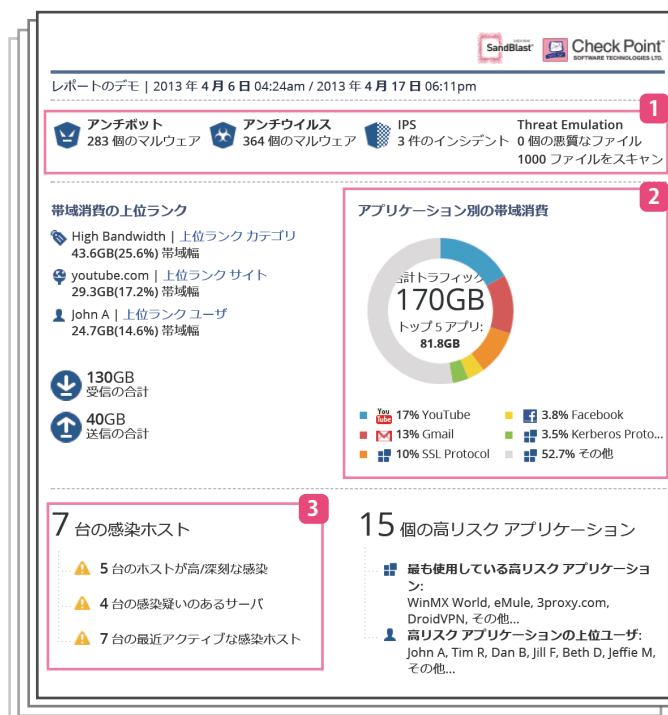 SandBlast
Check Point
SOFTWARE TECHNOLOGIES LTD.
レポートのデモ | 2013 年 4 月 6 日 04:24am / 2013 年 4 月 17 日 06:11pm
1
アンチボット
283 個のマルウェア
アンチウイルス
364 個のマルウェア
IPS
3 件のインシデント
Threat Emulation
0 個の悪質なファイル
1000 ファイルをスキャン
帯域消費の上位ランク
High Bandwidth | 上位ランク カテゴリ
43.6GB(25.6%) 帯域幅
youtube.com | 上位ランク サイト
29.3GB(17.2%) 帯域幅
John A | 上位ランク ユーザ
24.7GB(14.6%) 帯域幅
130GB
受信の合計
40GB
送信の合計
2
アプリケーション別の帯域消費
合計トラフィック
170GB
トップ 5 アプリ:
81.8GB
You Tube 17% YouTube
3.8% Facebook
13% Gmail
3.5% Kerberos Proto...
10% SSL Protocol
52.7% その他
3
7 台の感染ホスト
5 台のホストが高/深刻な感染
4 台の感染疑いのあるサーバ
7 台の最近アクティブな感染ホスト
15 個の高リスク アプリケーション
最も使用している高リスク アプリケーショ
ン:
WinMX World, eMule, 3proxy.com,
DroidVPN, その他...
高リスク アプリケーションの上位ユーザ:
John A, Tim R, Dan B, Jill F, Beth D, Jeffie M,
その他...